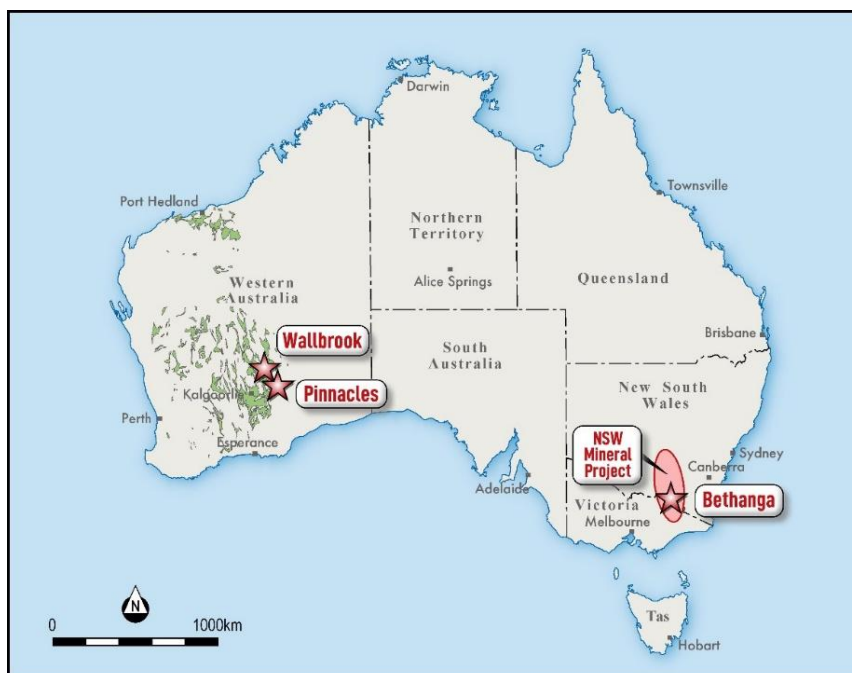 Darwin
Townsville
Port Hedland
Northern
Territory
Western
Australia
Alice Springs
Queensland
Wallbrook
Brisbane
South
Australia
New South
Wales
Kalgoorlie
Pinnacles
Perth
Esperance
NSW
Mineral
Project
Sydney
Canberra
Adelaide
Bethanga
Victoria
Melbourne
N
0
1000km
Tas
Hobart